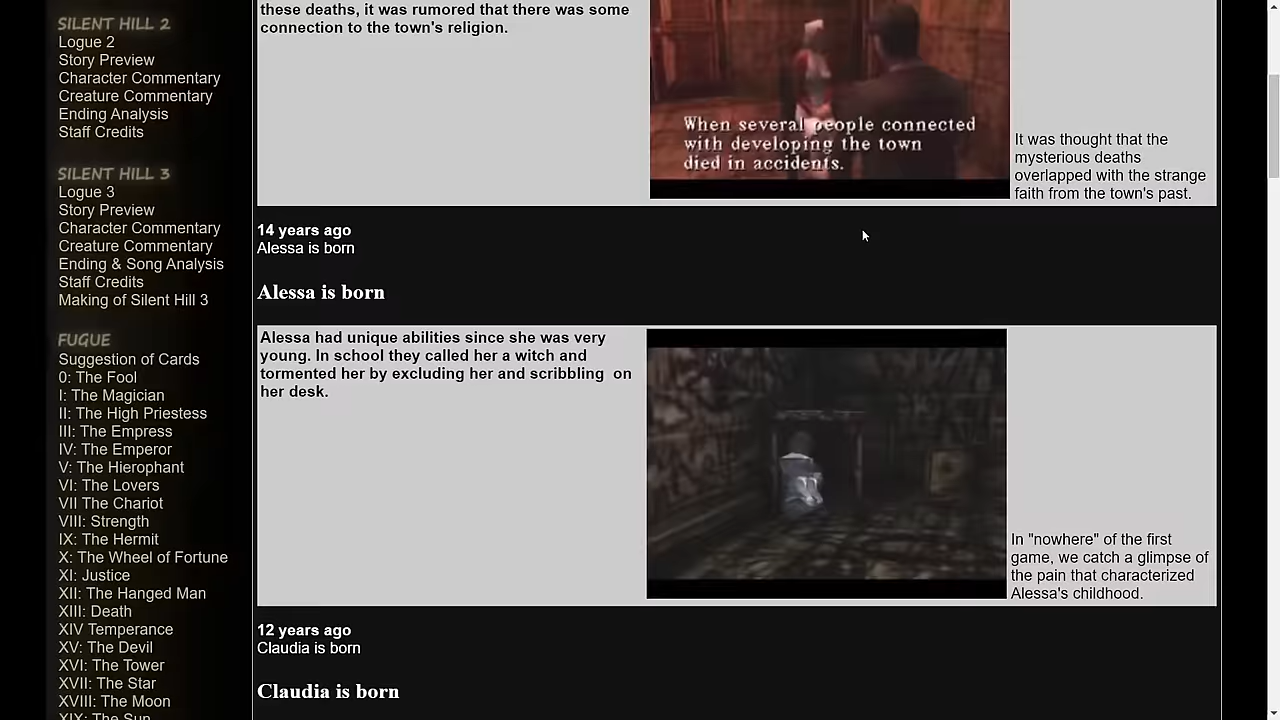 SILENT HILL 2
Logue 2
Story Preview
Character Commentary
Creature Commentary
Ending Analysis
Staff Credits
SILENT HILL 3
Logue 3
Story Preview
Character Commentary
Creature Commentary
Ending & Song Analysis
Staff Credits
Making of Silent Hill 3
FUGUE
Suggestion of Cards
0: The Fool
I: The Magician
II: The High Priestess
III: The Empress
IV: The Emperor
V: The Hierophant
VI: The Lovers
VII The Chariot
VIII: Strength
IX: The Hermit
X: The Wheel of Fortune
XI: Justice
XII: The Hanged Man
XIII: Death
XIV Temperance
XV: The Devil
XVI: The Tower
XVII: The Star
XVIII: The Moon
XIX: The Sun
these deaths, it was rumored that there was some
connection to the town's religion.
When several people connected
with developing the town
died in accidents.
It was thought that the
mysterious deaths
overlapped with the strange
faith from the town's past.
14 years ago
Alessa is born
Alessa is born
Alessa had unique abilities since she was very
young. In school they called her a witch and
tormented her by excluding her and scribbling on
her desk.
In "nowhere" of the first
game, we catch a glimpse of
the pain that characterized
Alessa's childhood.
12 years ago
Claudia is born
Claudia is born